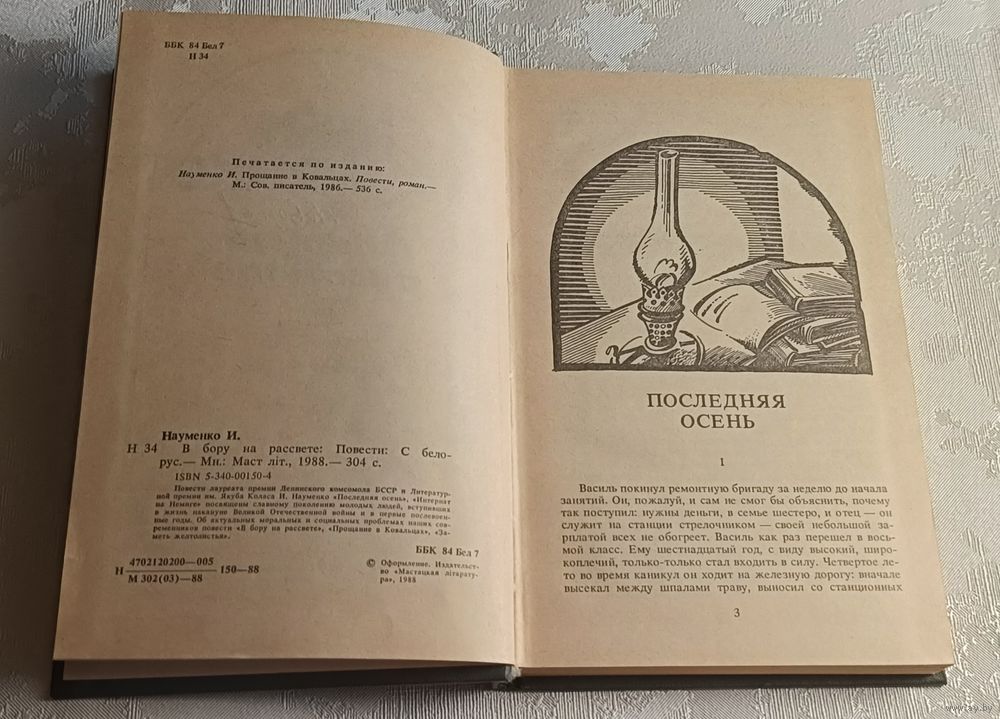 ББК 84 Бел 7
Н 34
Печатается по изданию:
Науменко И. Прощание в Ковальцах. Повести, роман.—
М.: Сов. писатель, 1986.— 536 с.
Науменко И.
Н 34 В бору на рассвете: Повести: С бело-
рус.— Мн.: Маст літ., 1988.— 304 с.
ISBN 5-340-00150-4
Повести лауреата премии Ленинского комсомола БССР и Литератур-
ной премии им. Якуба Коласа И. Науменко «Последняя осень», «Интернат
на Немаге» посвящены славному поколению молодых людей, вступивших
в жизнь накануне Великой Отечественной войны и в первые послевоен-
ные годы. Об актуальных моральных и социальных проблемах наших сов-
ременников повести «В бору на рассвете», «Прощание в Ковальцах», «За-
меть желтолистья».
ББК 84 Бел 7
Н 4702120200—005
М 302(03)—88 150—88
© Оформление. Издательст-
во «Мастацкая літарату-
ра», 1988
ПОСЛЕДНЯЯ
ОСЕНЬ
1
Василь покинул ремонтную бригаду за неделю до начала
занятий. Он, пожалуй, и сам не смог бы объяснить, почему
так поступил: нужны деньги, в семье шестеро, и отец — он
служит на станции стрелочником — своей небольшой за-
рплатой всех не обогреет. Василь как раз перешел в вось-
мой класс. Ему шестнадцатый год, с виду высокий, широ-
коплечий, только-только стал входить в силу. Четвертое ле-
то во время каникул он ходит на железную дорогу: вначале
высекал между шпалами траву, выносил со станционных
3
www.ay.by